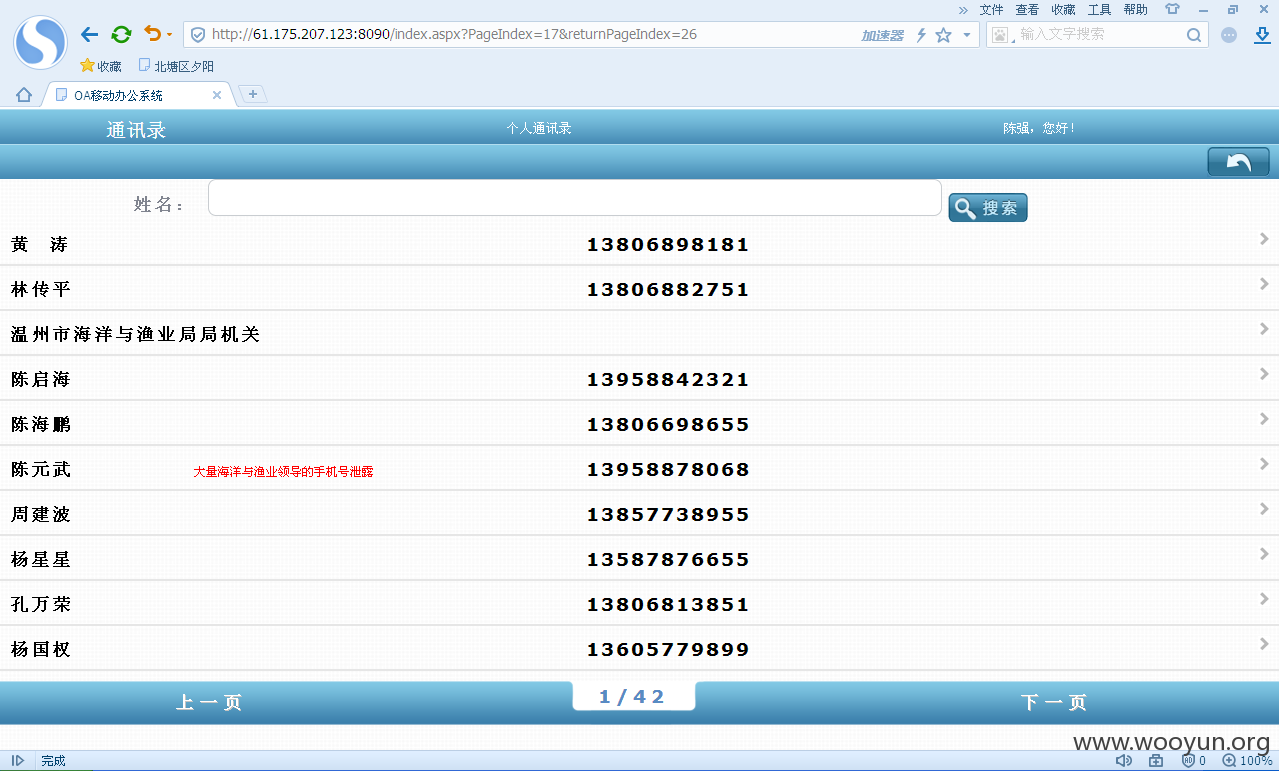 » 文件 查看 收藏 工具 帮助
http://61.175.207.123:8090/index.aspx?PageIndex=17&returnPageIndex=26 加速器 输入文字搜索
收藏 北塘区夕阳
OA移动办公系统
通讯录 个人通讯录 陈强，您好！
姓名： 搜索
黄 涛 13806898181
林传平 13806882751
温州市海洋与渔业局局机关
陈启海 13958842321
陈海鹏 13806698655
陈元武 大量海洋与渔业领导的手机号泄露 13958878068
周建波 13857738955
杨星星 13587876655
孔万荣 13806813851
杨国权 13605779899
上一页 1/42 下一页
www.wooyun.org
完成 0 100%